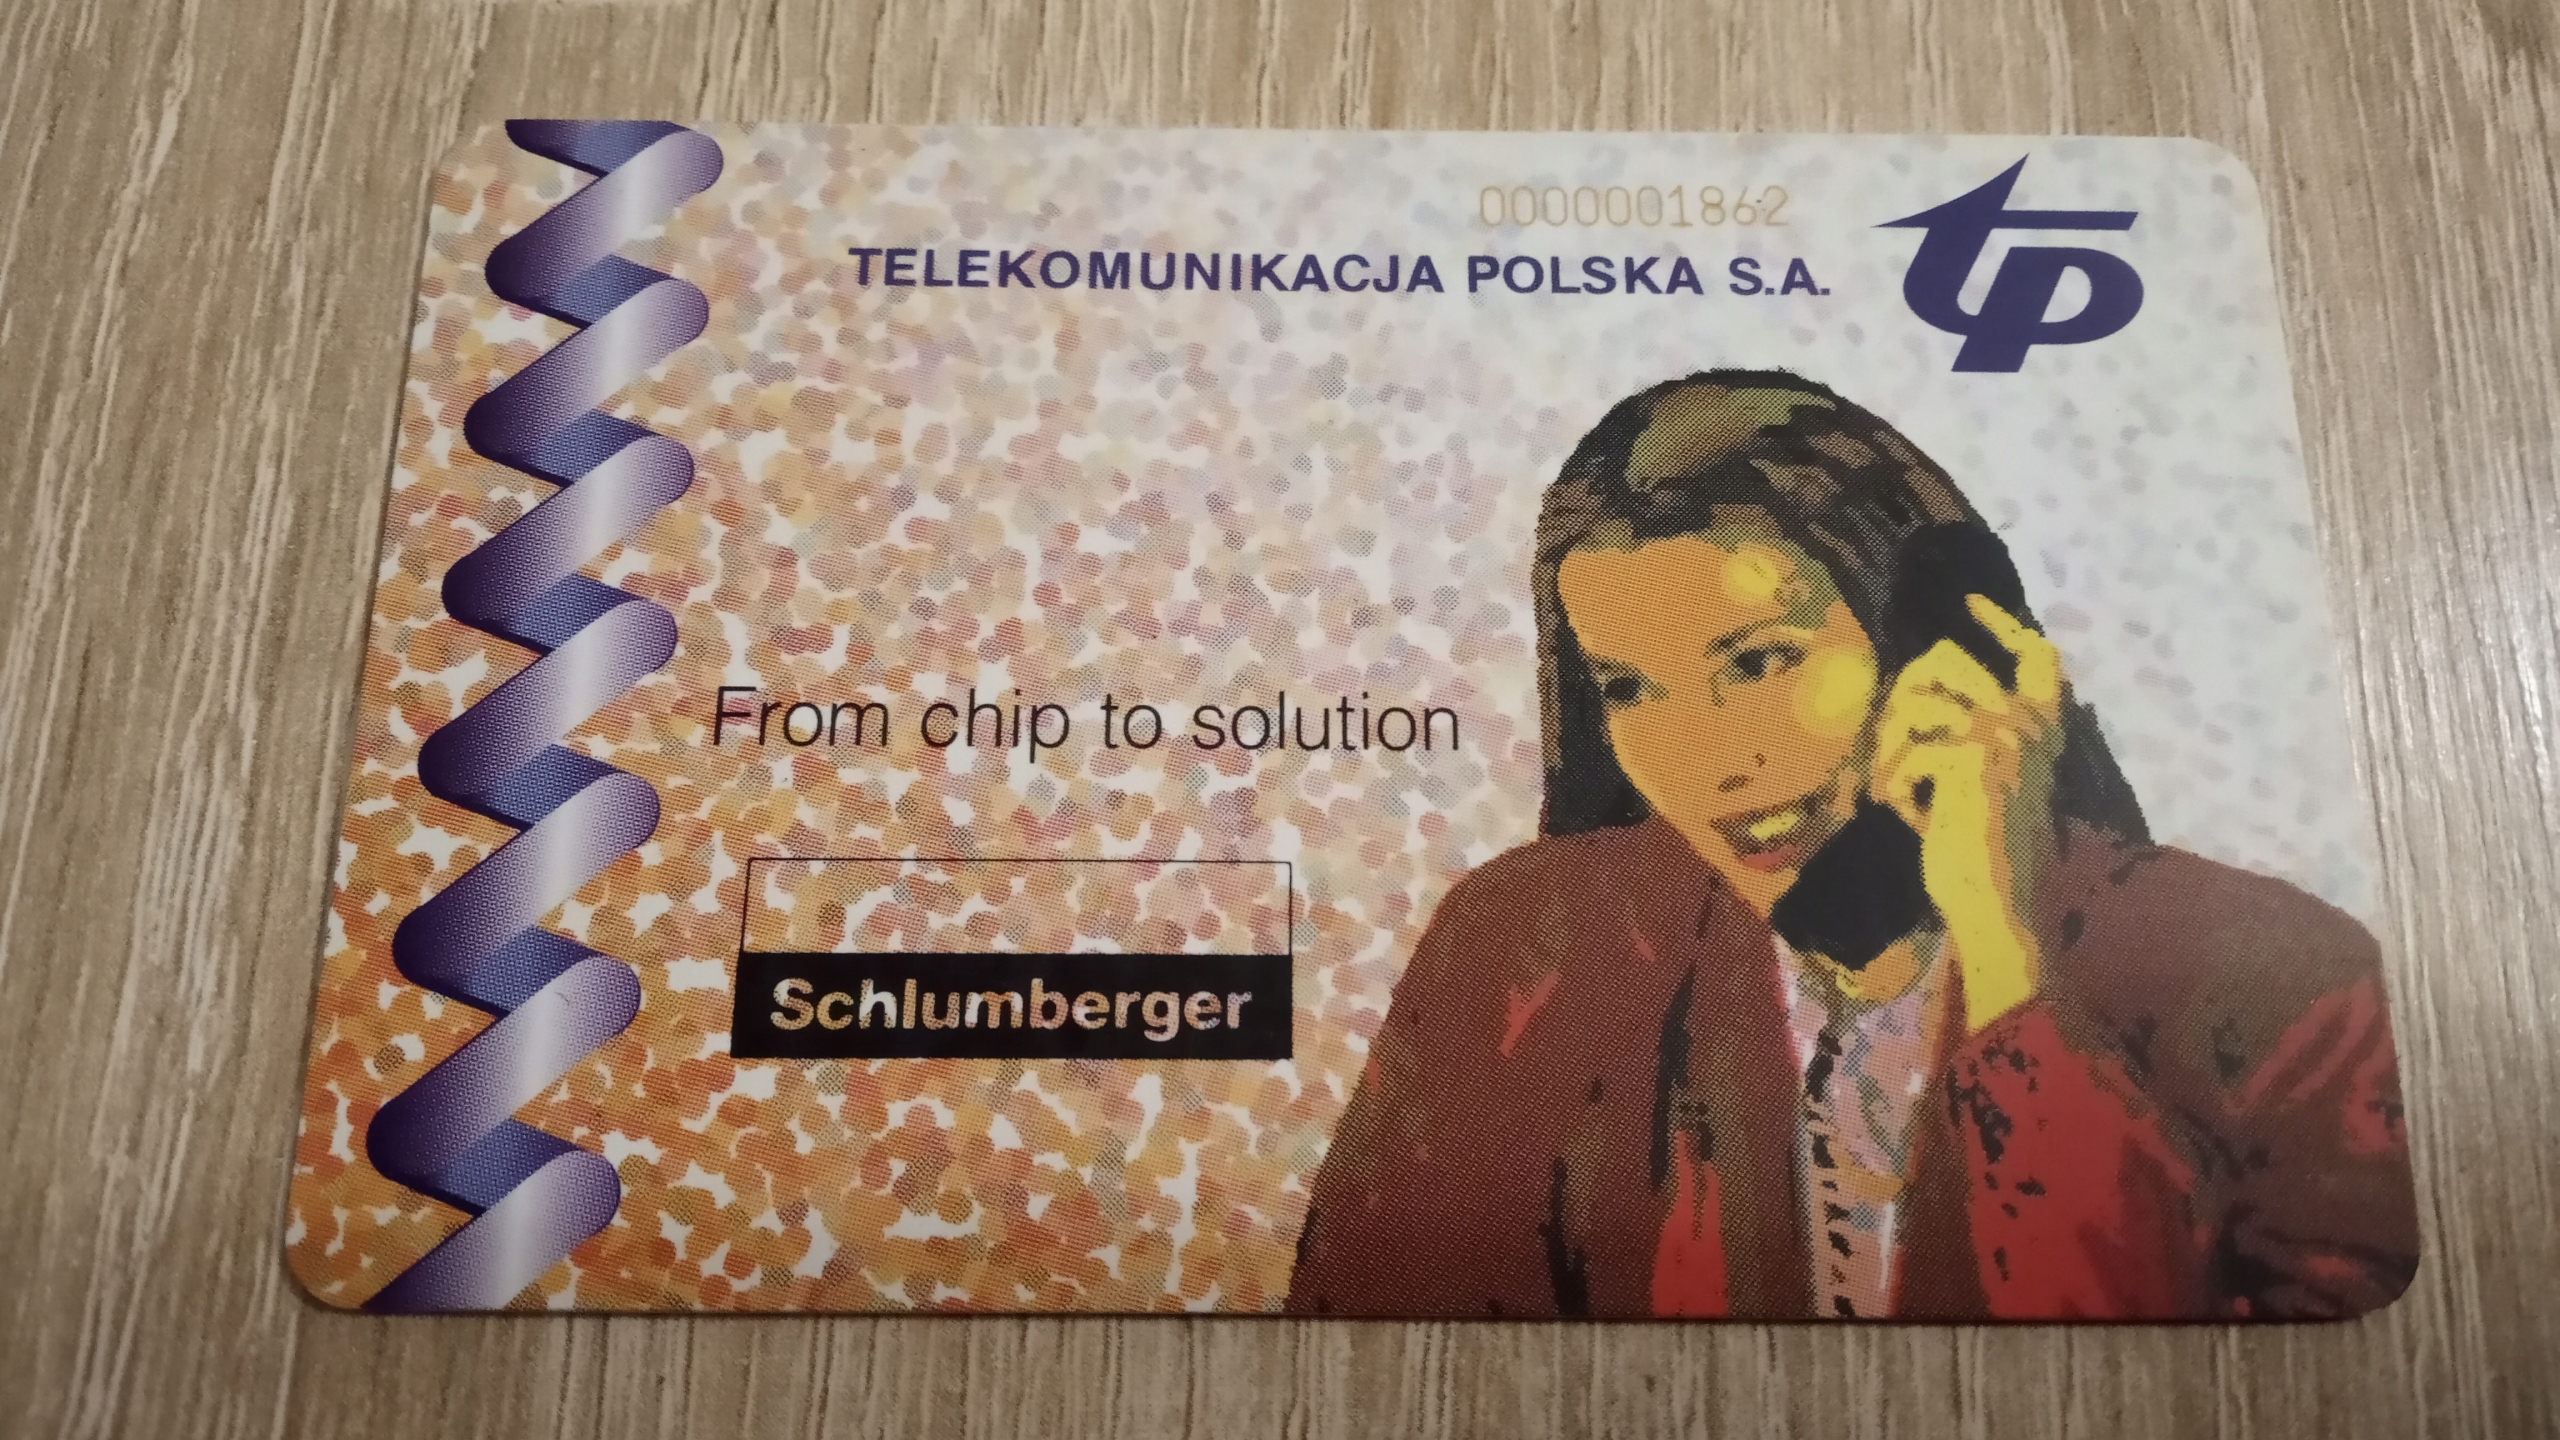 0000001862
TELEKOMUNIKACJA POLSKA S.A.
tp
From chip to solution
Schlumberger